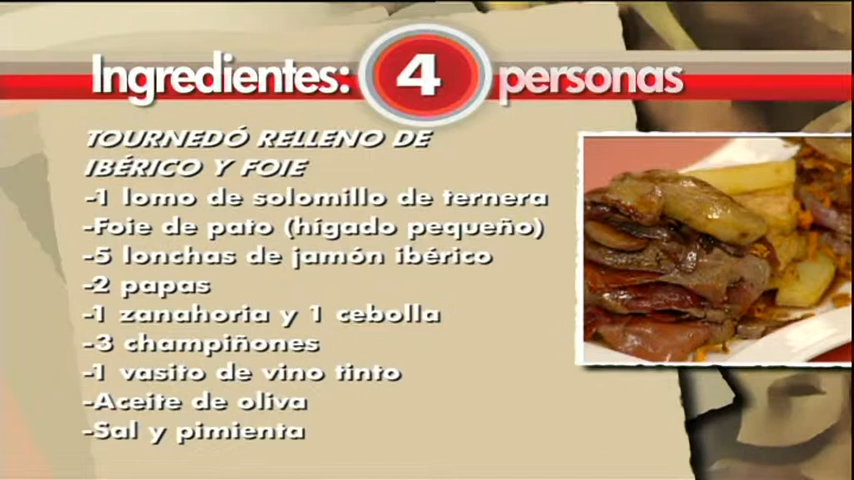 Ingredientes: 4 personas
TOURNEDÓ RELLENO DE
IBÉRICO Y FOIE
-1 lomo de solomillo de ternera
-Foie de pato (hígado pequeño)
-5 lonchas de jamón ibérico
-2 papas
-1 zanahoria y 1 cebolla
-3 champiñones
-1 vasito de vino tinto
-Aceite de oliva
-Sal y pimienta